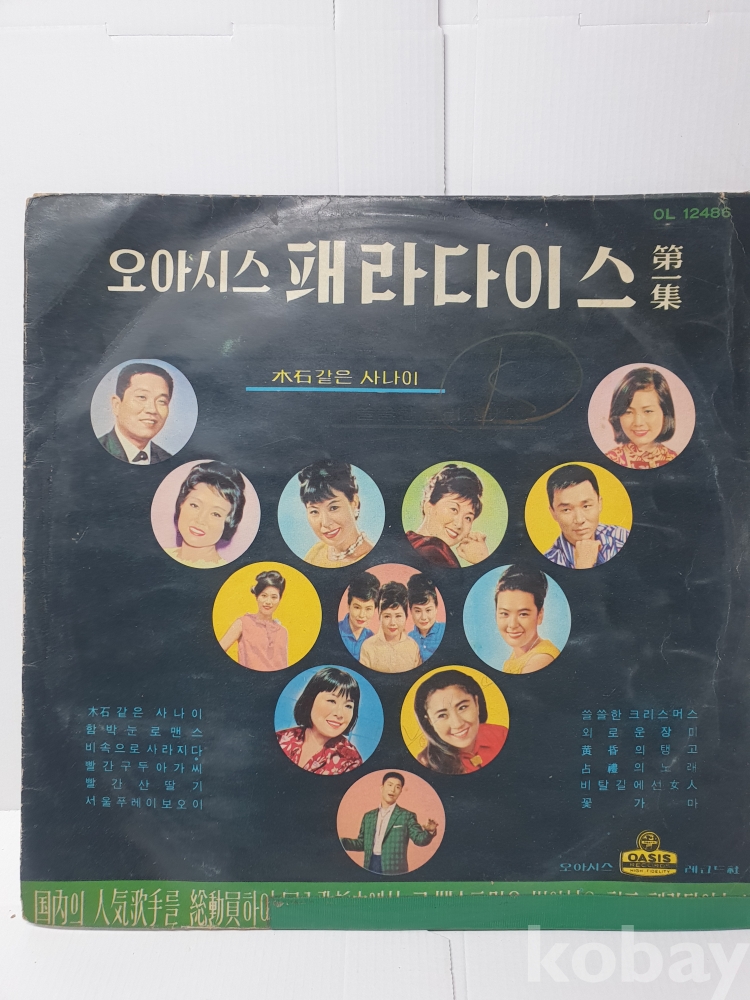 OL 12486
오아시스 패라다이스 第一集
木石같은 사나이
木石같은 사나이
함박눈로맨스
비속으로사라지다
빨간구두아가씨
빨간산딸기
서울푸레이보오이
쓸쓸한크리스머스
외로운장미
黄昏의탱고
占禮의노래
비탈길에선女人
꽃가마
오아시스
OASIS
RECORDS
HIGH FIDELITY
레코드社
国内의 人気歌手를 総動員하야
kobay